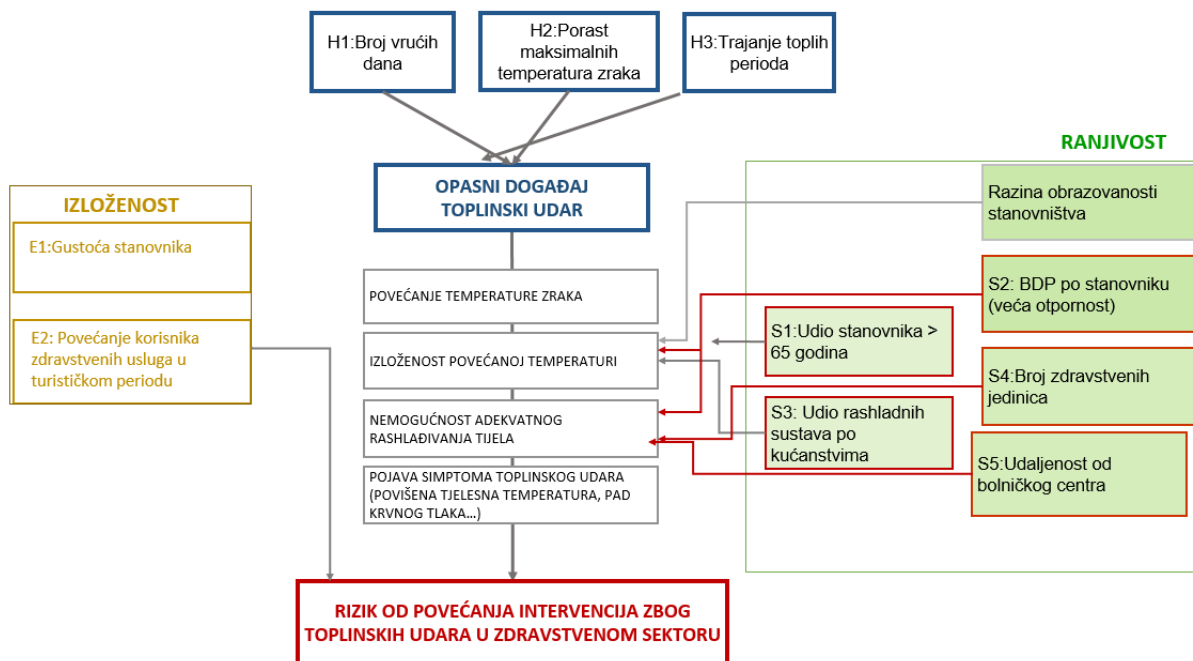 H1:Broj vrućih
dana
H2:Porast
maksimalnih
temperatura zraka
H3:Trajanje toplih
perioda
RANJIVOST
OPASNI DOGAĐAJ
TOPLINSKI UDAR
IZLOŽENOST
E1:Gustoća stanovnika
E2: Povećanje korisnika
zdravstvenih usluga u
turističkom periodu
POVEĆANJE TEMPERATURE ZRAKA
IZLOŽENOST POVEĆANOJ TEMPERATURI
NEMOGUĆNOST ADEKVATNOG
RASHLAĐIVANJA TIJELA
POJAVA SIMPTOMA TOPLINSKOG UDARA
(POVIŠENA TJELESNA TEMPERATURA, PAD
KRVNOG TLAKA...)
Razina obrazovanosti
stanovništva
S2: BDP po stanovniku
(veća otpornost)
S1:Udio stanovnika >
65 godina
S4:Broj zdravstvenih
jedinica
S3: Udio rashladnih
sustava po
kućanstvima
S5:Udaljenost od
bolničkog centra
RIZIK OD POVEĆANJA INTERVENCIJA ZBOG
TOPLINSKIH UDARA U ZDRAVSTVENOM SEKTORU